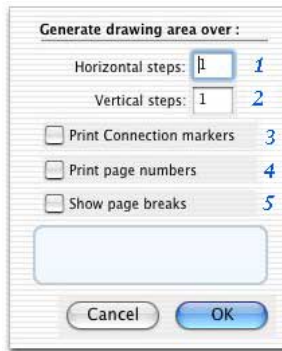 Generate drawing area over :
Horizontal steps: 1 1
Vertical steps: 1 2
Print Connection markers 3
Print page numbers 4
Show page breaks 5
Cancel OK